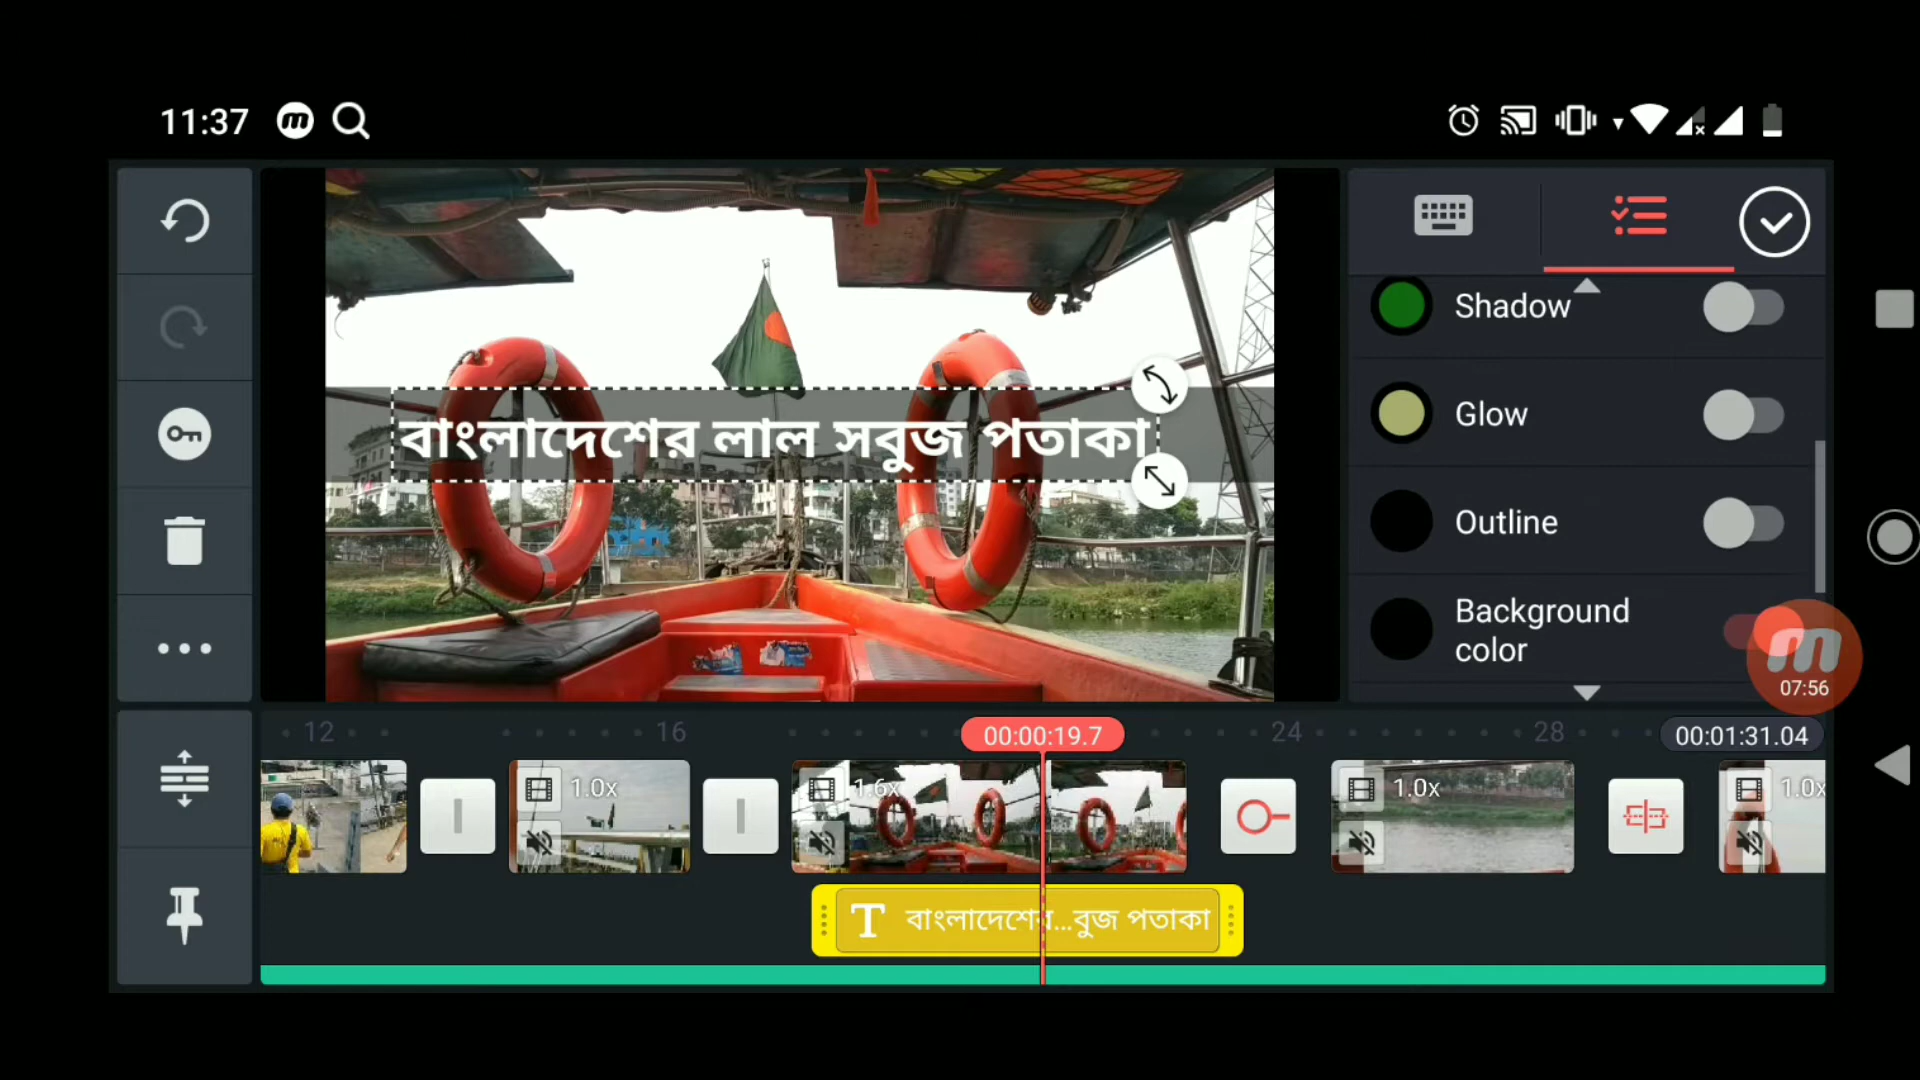 11:37
বাংলাদেশের লাল সবুজ পতাকা
Shadow
Glow
Outline
Background
color
07:56
12
16
00:00:19.7
24
28
00:01:31.04
1.0x
1.6x
1.0x
1.0x
T বাংলাদেশের...বুজ পতাকা